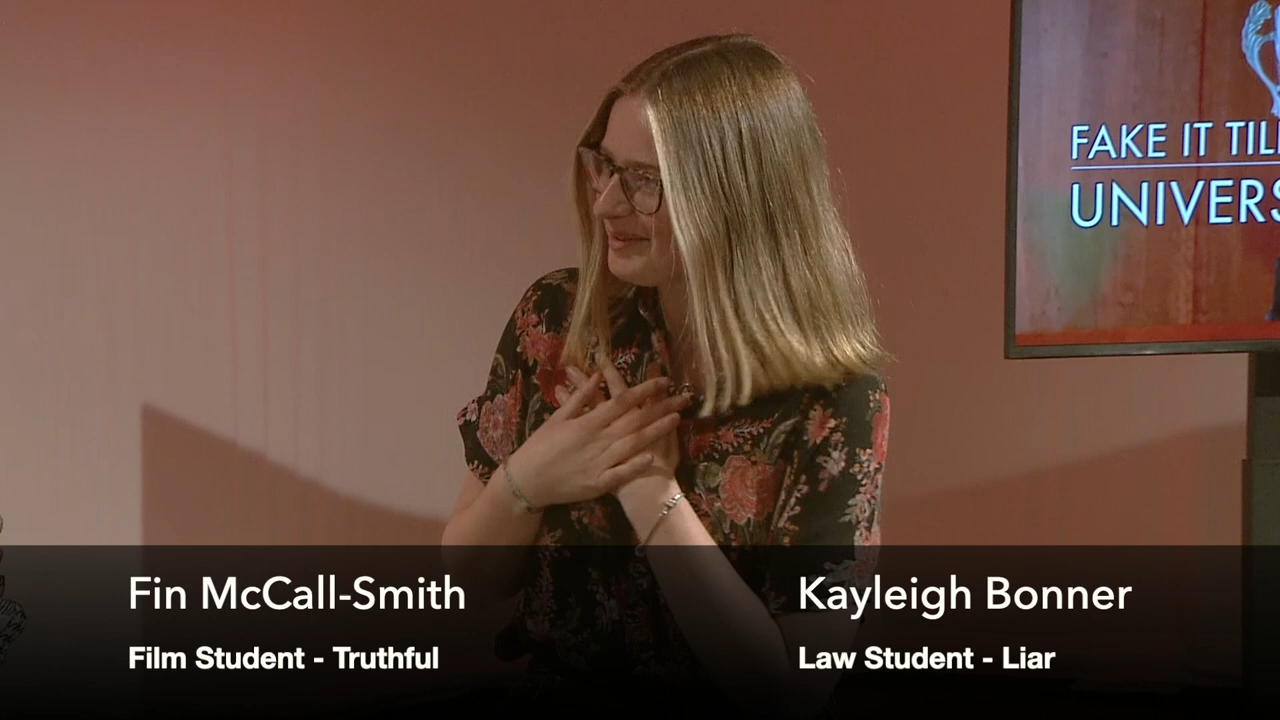 FAKE IT TIL
UNIVERS
Fin McCall-Smith
Kayleigh Bonner
Film Student - Truthful
Law Student - Liar